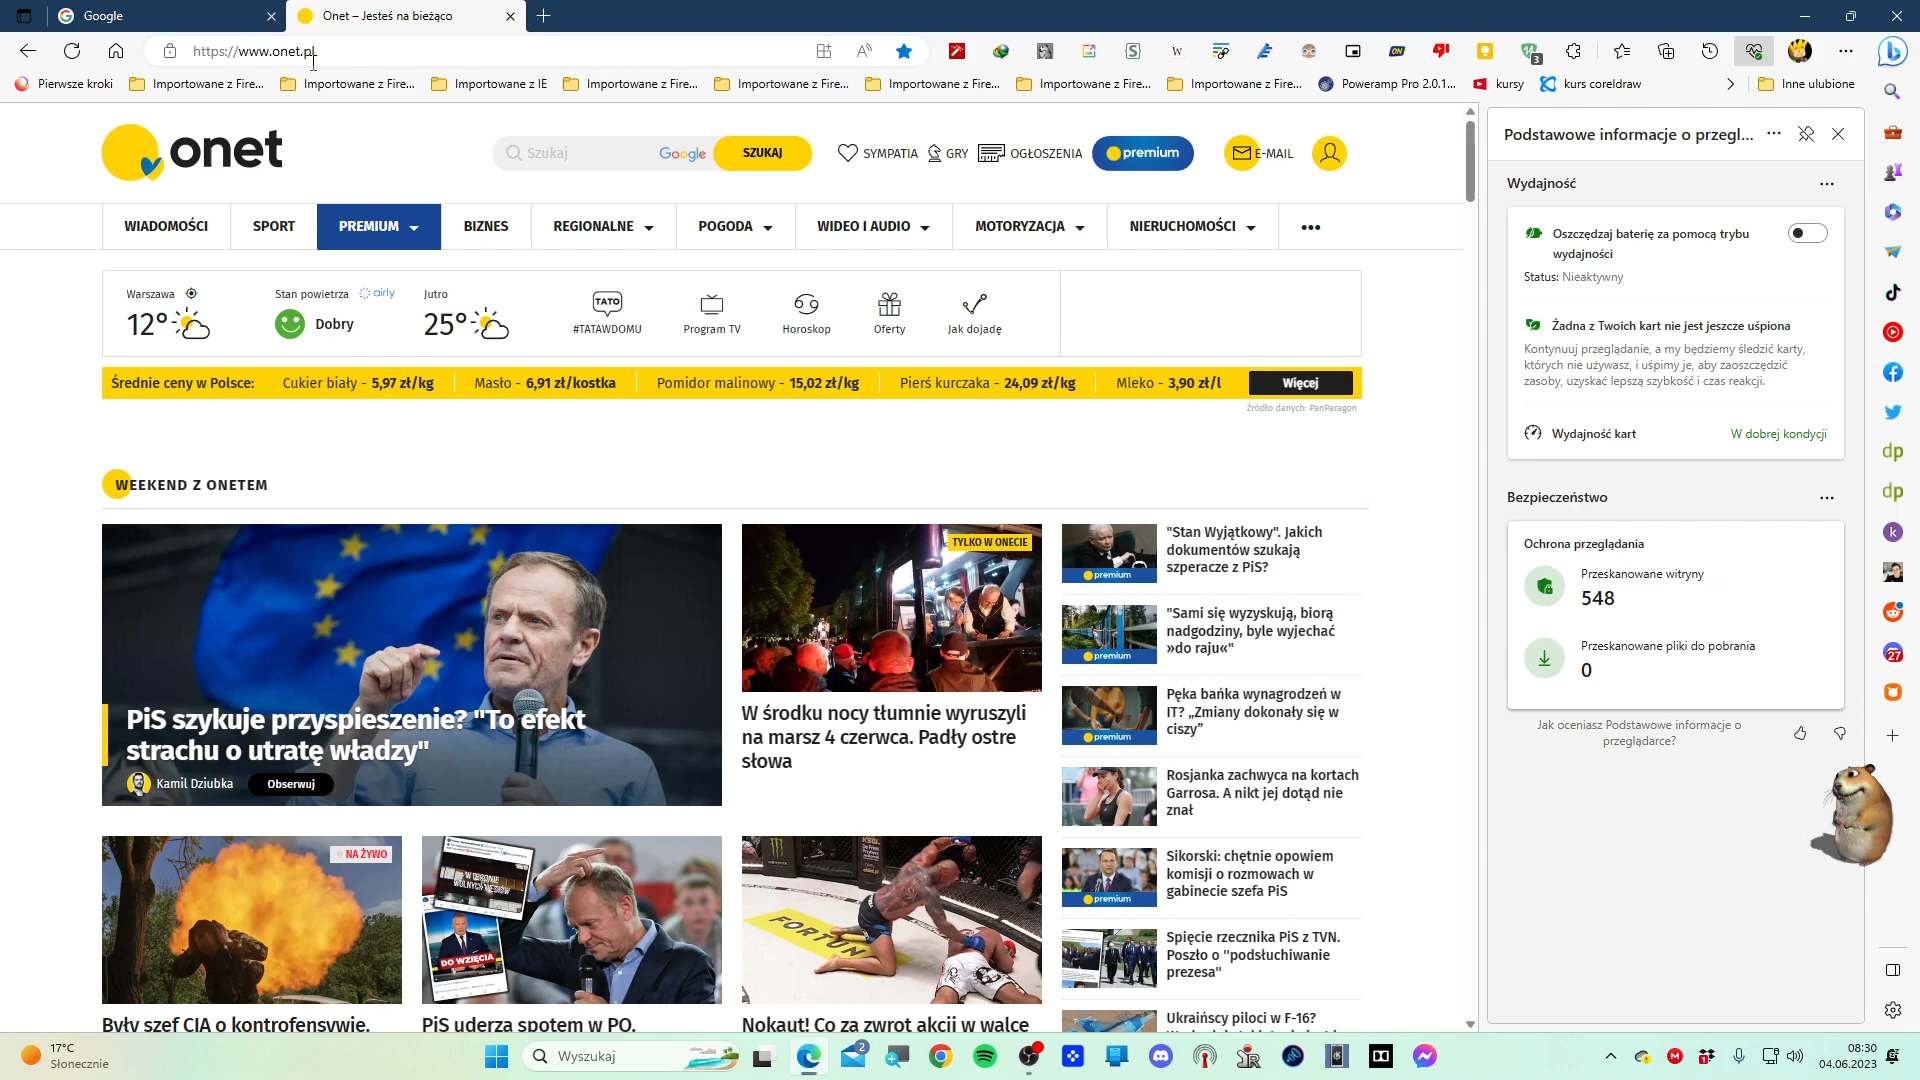 Google
Onet – Jesteś na bieżąco
https://www.onet.pl
3
Pierwsze kroki
Importowane z Fire...
Importowane z Fire...
Importowane z IE
Importowane z Fire...
Importowane z Fire...
Importowane z Fire...
Importowane z Fire...
Importowane z Fire...
Poweramp Pro 2.0.1...
kursy
kurs coreldraw
Inne ulubione
onet
Szukaj
Google
SZUKAJ
SYMPATIA
GRY
OGŁOSZENIA
premium
E-MAIL
WIADOMOŚCI
SPORT
PREMIUM
BIZNES
REGIONALNE
POGODA
WIDEO I AUDIO
MOTORYZACJA
NIERUCHOMOŚCI
Warszawa
12°
Stan powietrza
airly
Dobry
Jutro
25°
TATO
#TATAWDOMU
Program TV
Horoskop
Oferty
Jak dojadę
Średnie ceny w Polsce:
Cukier biały - 5,97 zł/kg
Masło - 6,91 zł/kostka
Pomidor malinowy - 15,02 zł/kg
Pierś kurczaka - 24,09 zł/kg
Mleko - 3,90 zł/l
Więcej
Źródło danych: PanParagon
WEEKEND Z ONETEM
PiS szykuje przyspieszenie? "To efekt
strachu o utratę władzy"
Kamil Dziubka
Obserwuj
TYLKO W ONECIE
W środku nocy tłumnie wyruszyli
na marsz 4 czerwca. Padły ostre
słowa
premium
"Stan Wyjątkowy". Jakich
dokumentów szukają
szperacze z PiS?
premium
"Sami się wyzyskują, biorą
nadgodziny, byle wyjechać
»do raju«"
premium
Pęka bańka wynagrodzeń w
IT? „Zmiany dokonały się w
ciszy”
Rosjanka zachwyca na kortach
Garrosa. A nikt jej dotąd nie
znał
premium
Sikorski: chętnie opowiem
komisji o rozmowach w
gabinecie szefa PiS
Spięcie rzecznika PiS z TVN.
Poszło o "podsłuchiwanie
prezesa"
Ukraińscy piloci w F-16?
NA ŻYWO
Były szef CIA o kontrofensywie.
W OBRONIE
WOLNYCH MEDIÓW
DO WZIĘCIA
PiS uderza spotem w PO.
FORTUN
Nokaut! Co za zwrot akcji w walce
Podstawowe informacje o przegl...
Wydajność
Oszczędzaj baterię za pomocą trybu
wydajności
Status: Nieaktywny
Żadna z Twoich kart nie jest jeszcze uśpiona
Kontynuuj przeglądanie, a my będziemy śledzić karty,
których nie używasz, i uśpimy je, aby zaoszczędzić
zasoby, uzyskać lepszą szybkość i czas reakcji.
Wydajność kart
W dobrej kondycji
Bezpieczeństwo
Ochrona przeglądania
Przeskanowane witryny
548
Przeskanowane pliki do pobrania
0
Jak oceniasz Podstawowe informacje o
przeglądarce?
dp
dp
k
27
17°C
Słonecznie
Wyszukaj
2
08:30
04.06.2023